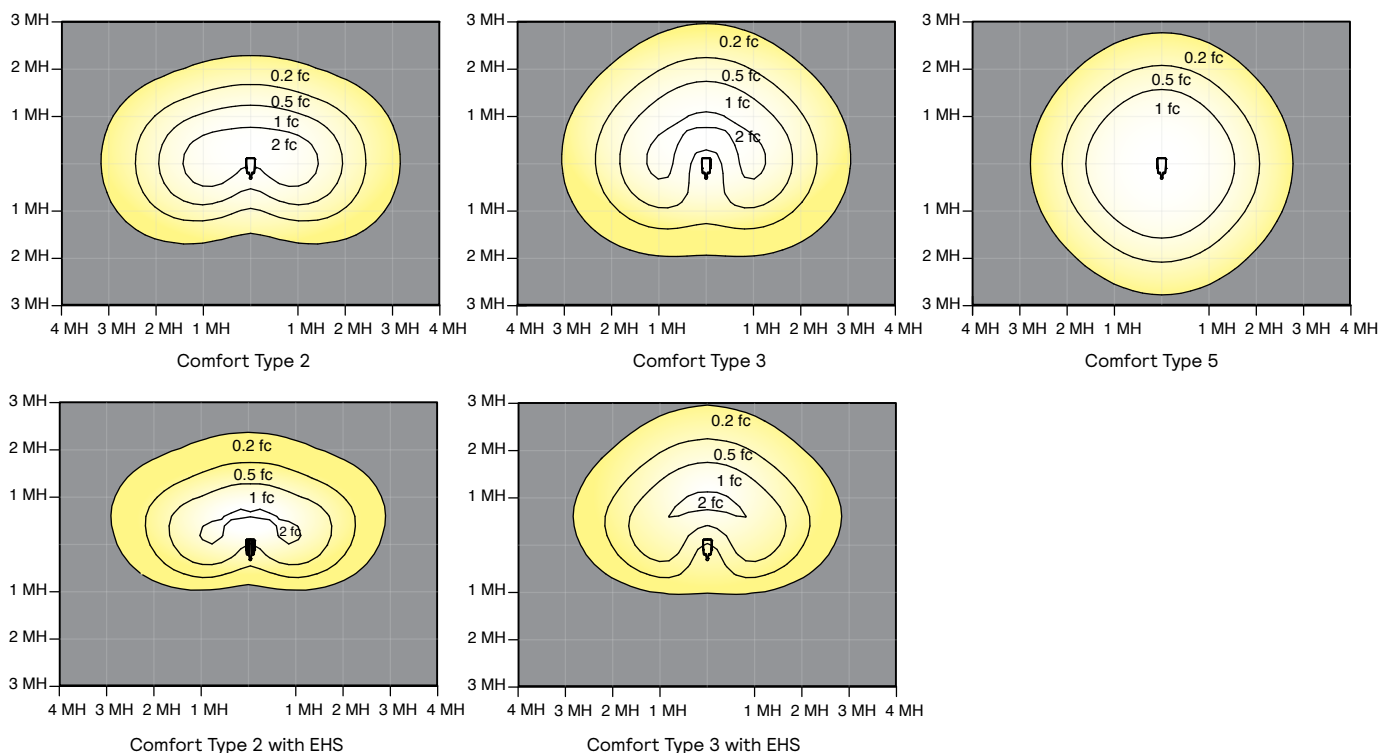 3 MH
2 MH
1 MH
1 MH
2 MH
3 MH
0.2 fc
0.5 fc
1 fc
2 fc
4 MH 3 MH 2 MH 1 MH 1 MH 2 MH 3 MH 4 MH
Comfort Type 2
3 MH
2 MH
1 MH
1 MH
2 MH
3 MH
0.2 fc
0.5 fc
1 fc
2 fc
4 MH 3 MH 2 MH 1 MH 1 MH 2 MH 3 MH 4 MH
Comfort Type 3
3 MH
2 MH
1 MH
1 MH
2 MH
3 MH
0.2 fc
0.5 fc
1 fc
4 MH 3 MH 2 MH 1 MH 1 MH 2 MH 3 MH 4 MH
Comfort Type 5
3 MH
2 MH
1 MH
1 MH
2 MH
3 MH
0.2 fc
0.5 fc
1 fc
2 fc
4 MH 3 MH 2 MH 1 MH 1 MH 2 MH 3 MH 4 MH
Comfort Type 2 with EHS
3 MH
2 MH
1 MH
1 MH
2 MH
3 MH
0.2 fc
0.5 fc
1 fc
2 fc
4 MH 3 MH 2 MH 1 MH 1 MH 2 MH 3 MH 4 MH
Comfort Type 3 with EHS